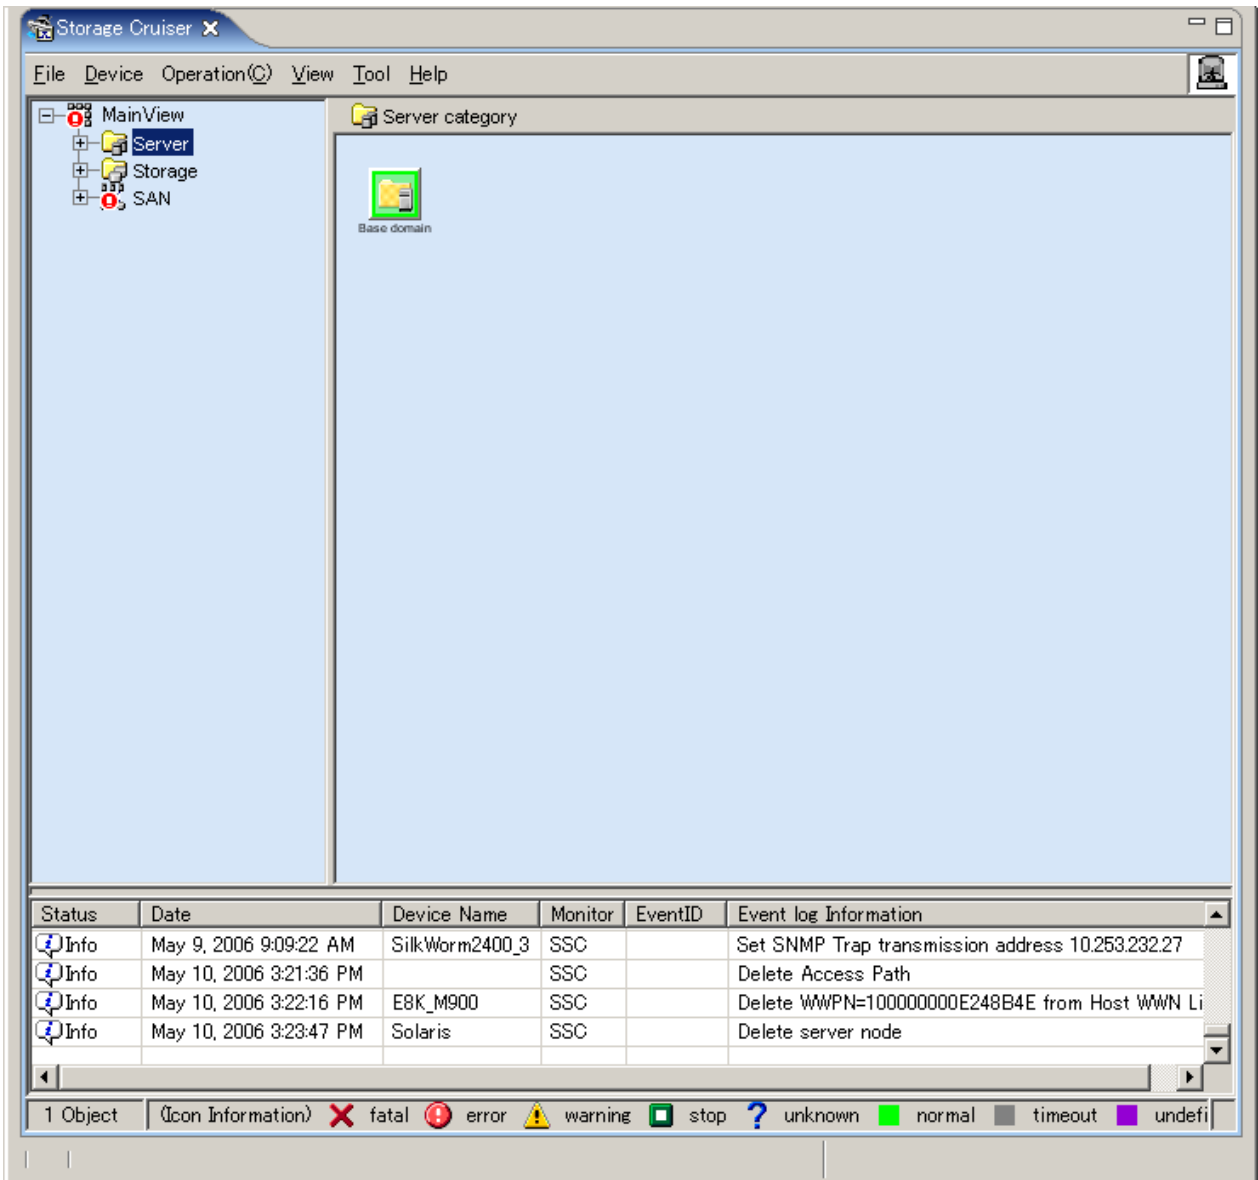 Storage Cruiser
File Device Operation(C) View Tool Help
MainView
Server
Storage
SAN
Server category
Base domain
Status Date Device Name Monitor EventID Event log Information
Info May 9, 2006 9:09:22 AM SilkWorm2400_3 SSC Set SNMP Trap transmission address 10.253.232.27
Info May 10, 2006 3:21:36 PM SSC Delete Access Path
Info May 10, 2006 3:22:16 PM E8K_M900 SSC Delete WWPN=100000000E248B4E from Host WWN Li
Info May 10, 2006 3:23:47 PM Solaris SSC Delete server node
1 Object (Icon Information) fatal error warning stop ? unknown normal timeout undefi